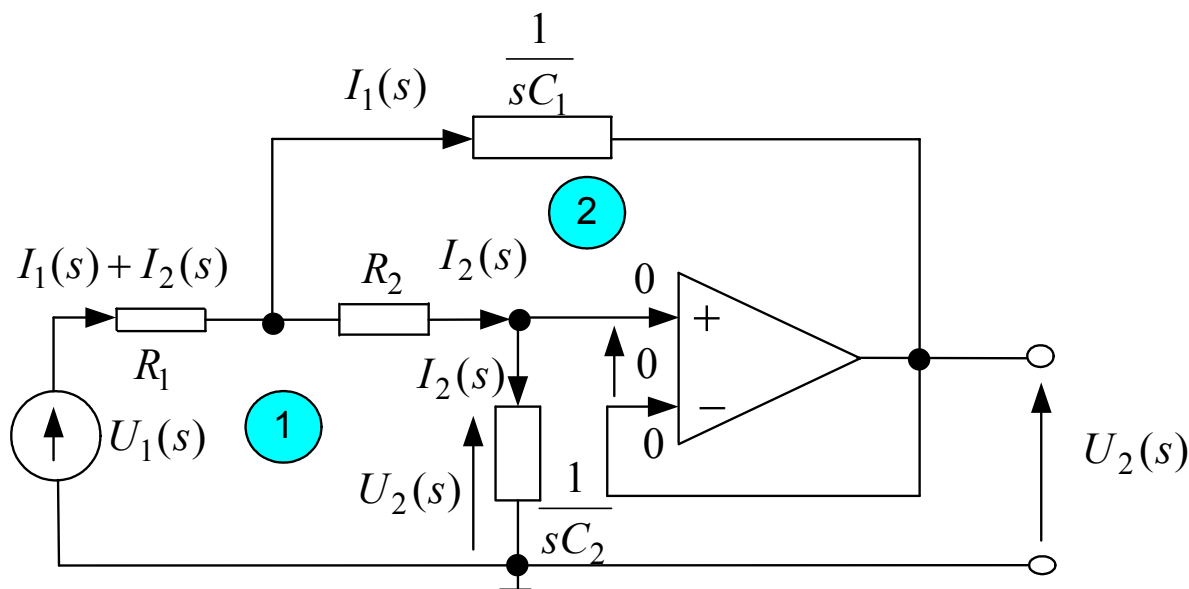 1
sC₁
I₁(s)
2
I₁(s) + I₂(s)
R₂
I₂(s)
0
+
R₁
I₂(s)
0
−
0
U₁(s)
1
U₂(s)
1
sC₂
U₂(s)